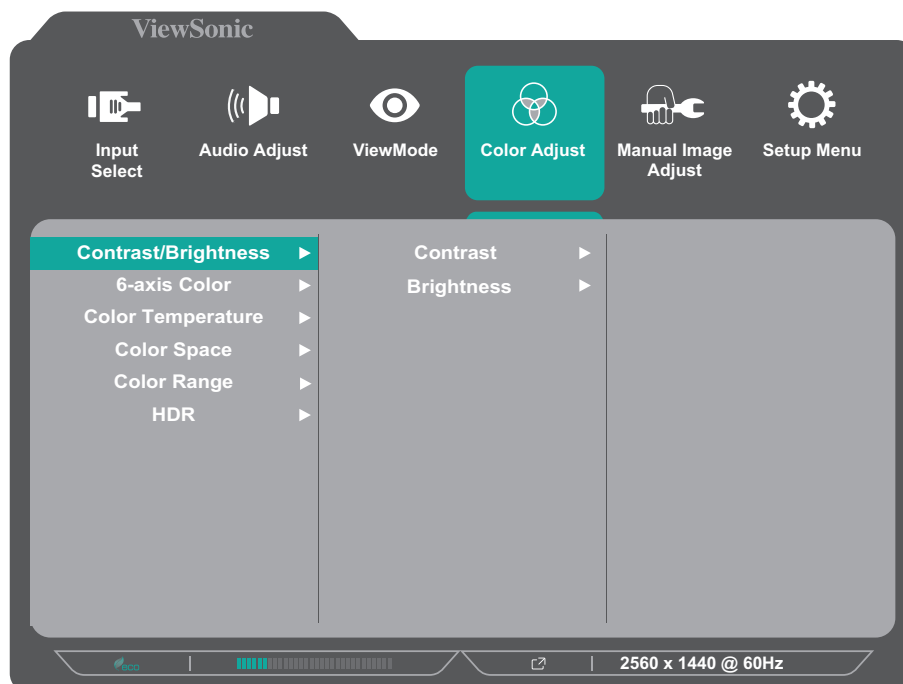 ViewSonic
Input Select
Audio Adjust
ViewMode
Color Adjust
Manual Image Adjust
Setup Menu
Contrast/Brightness
6-axis Color
Color Temperature
Color Space
Color Range
HDR
Contrast
Brightness
eco
2560 x 1440 @ 60Hz